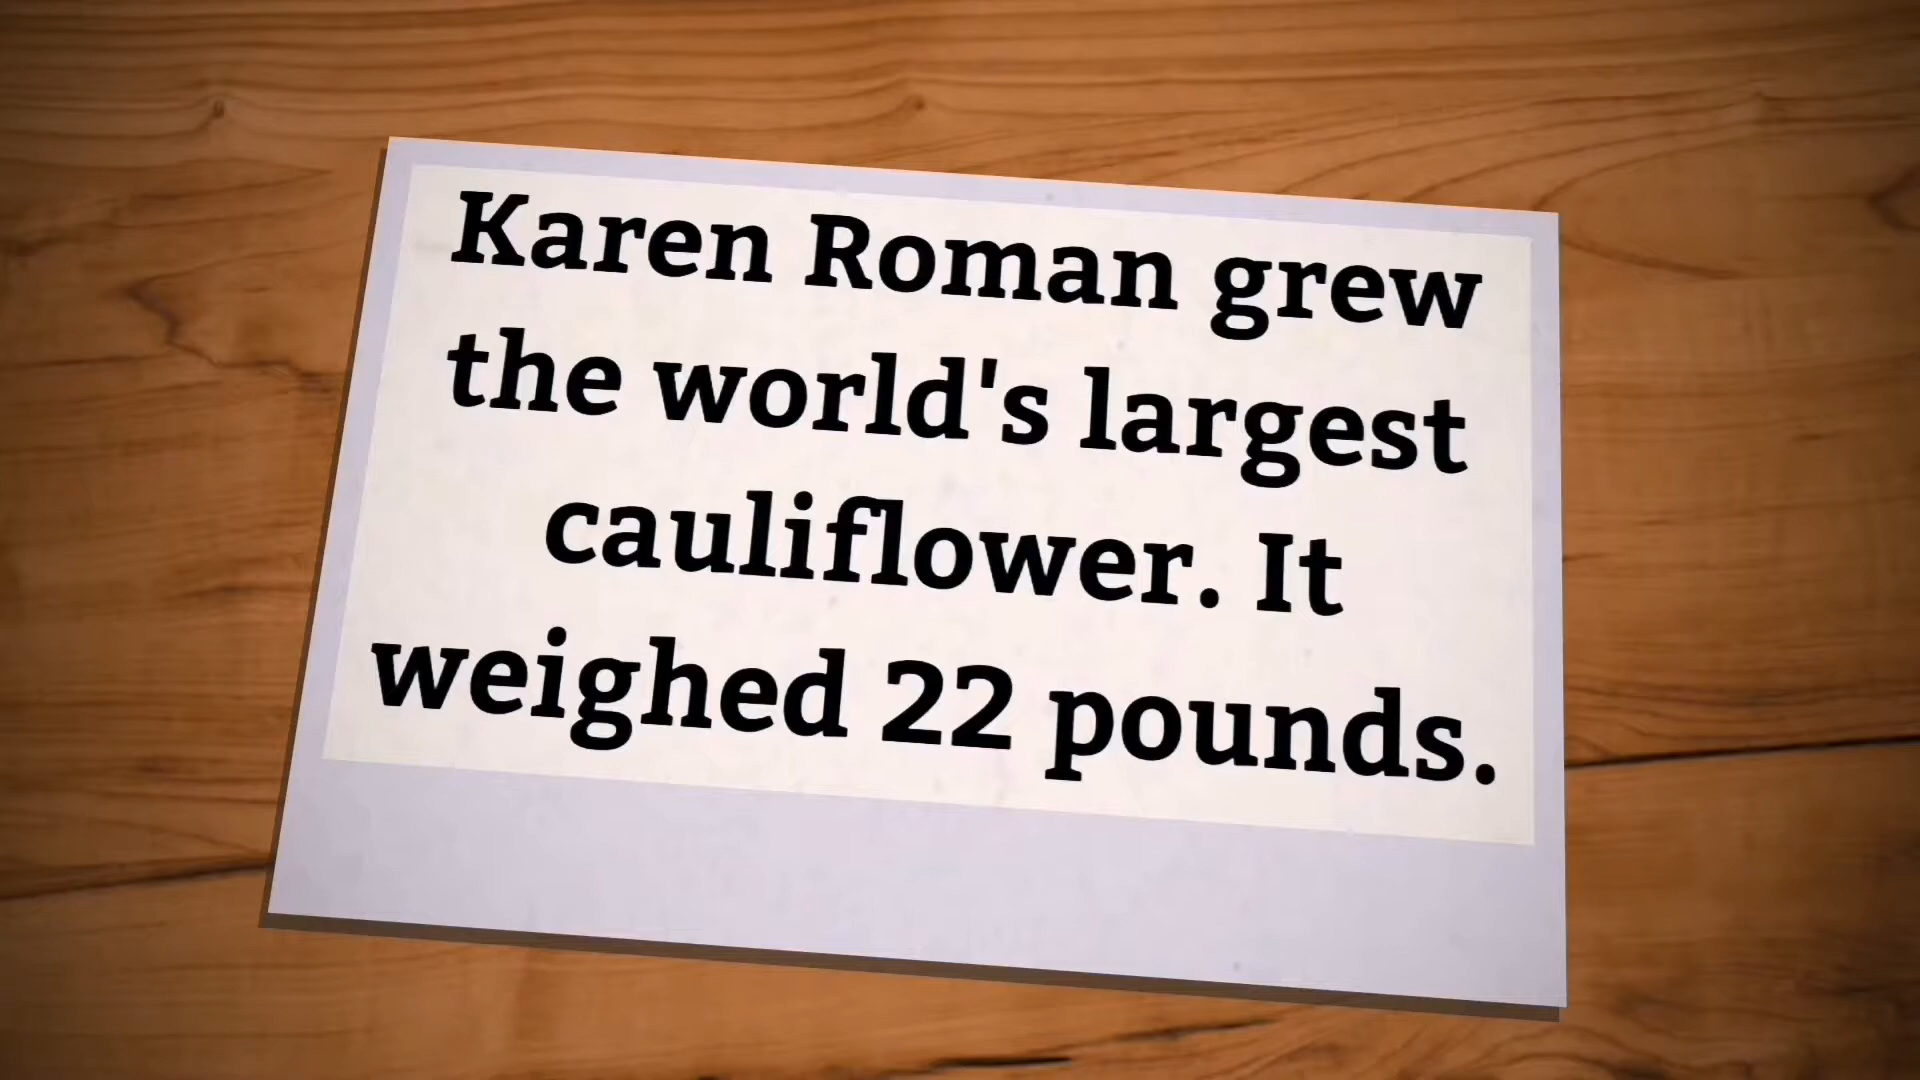 Karen Roman grew
the world's largest
cauliflower. It
weighed 22 pounds.